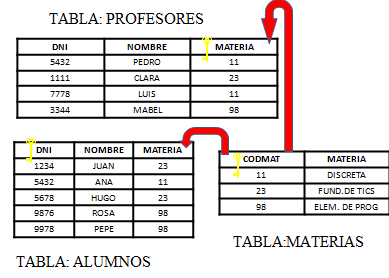 TABLA: PROFESORES
DNI NOMBRE MATERIA
5432 PEDRO 11
1111 CLARA 23
7778 LUIS 11
3344 MABEL 98
DNI NOMBRE MATERIA
1234 JUAN 23
5432 ANA 11
5678 HUGO 23
9876 ROSA 98
9978 PEPE 98
TABLA: ALUMNOS
CODMAT MATERIA
11 DISCRETA
23 FUND.DE TICS
98 ELEM. DE PROG
TABLA:MATERIAS